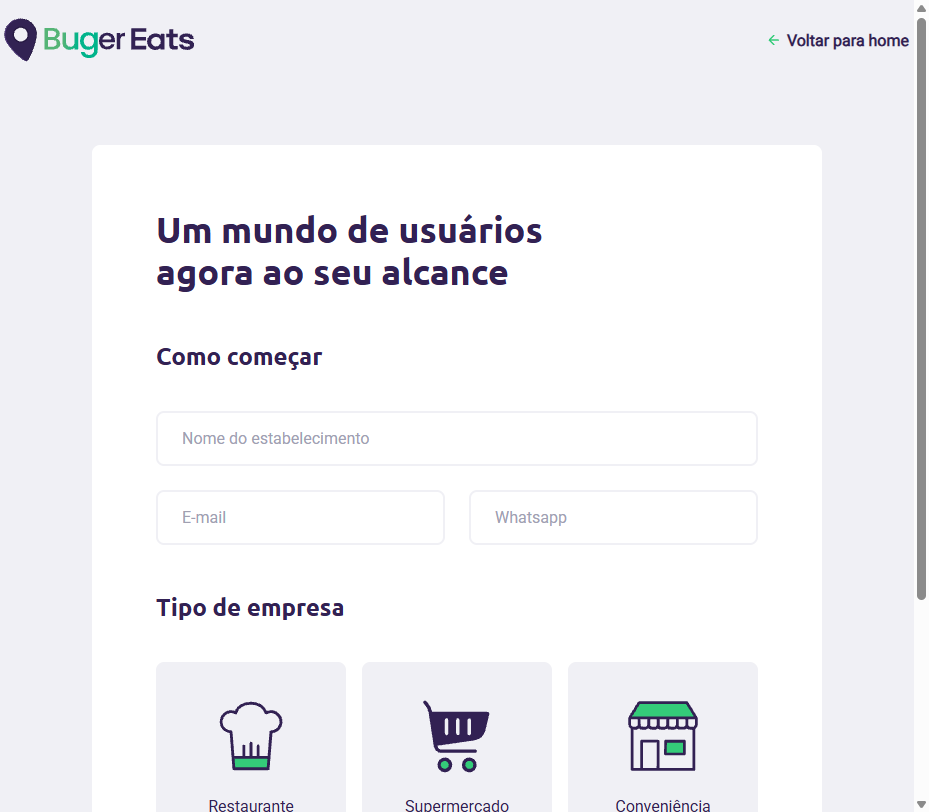 Buger Eats
Voltar para home
Um mundo de usuários
agora ao seu alcance
Como começar
Nome do estabelecimento
E-mail
Whatsapp
Tipo de empresa
Restaurante
Supermercado
Conveniência